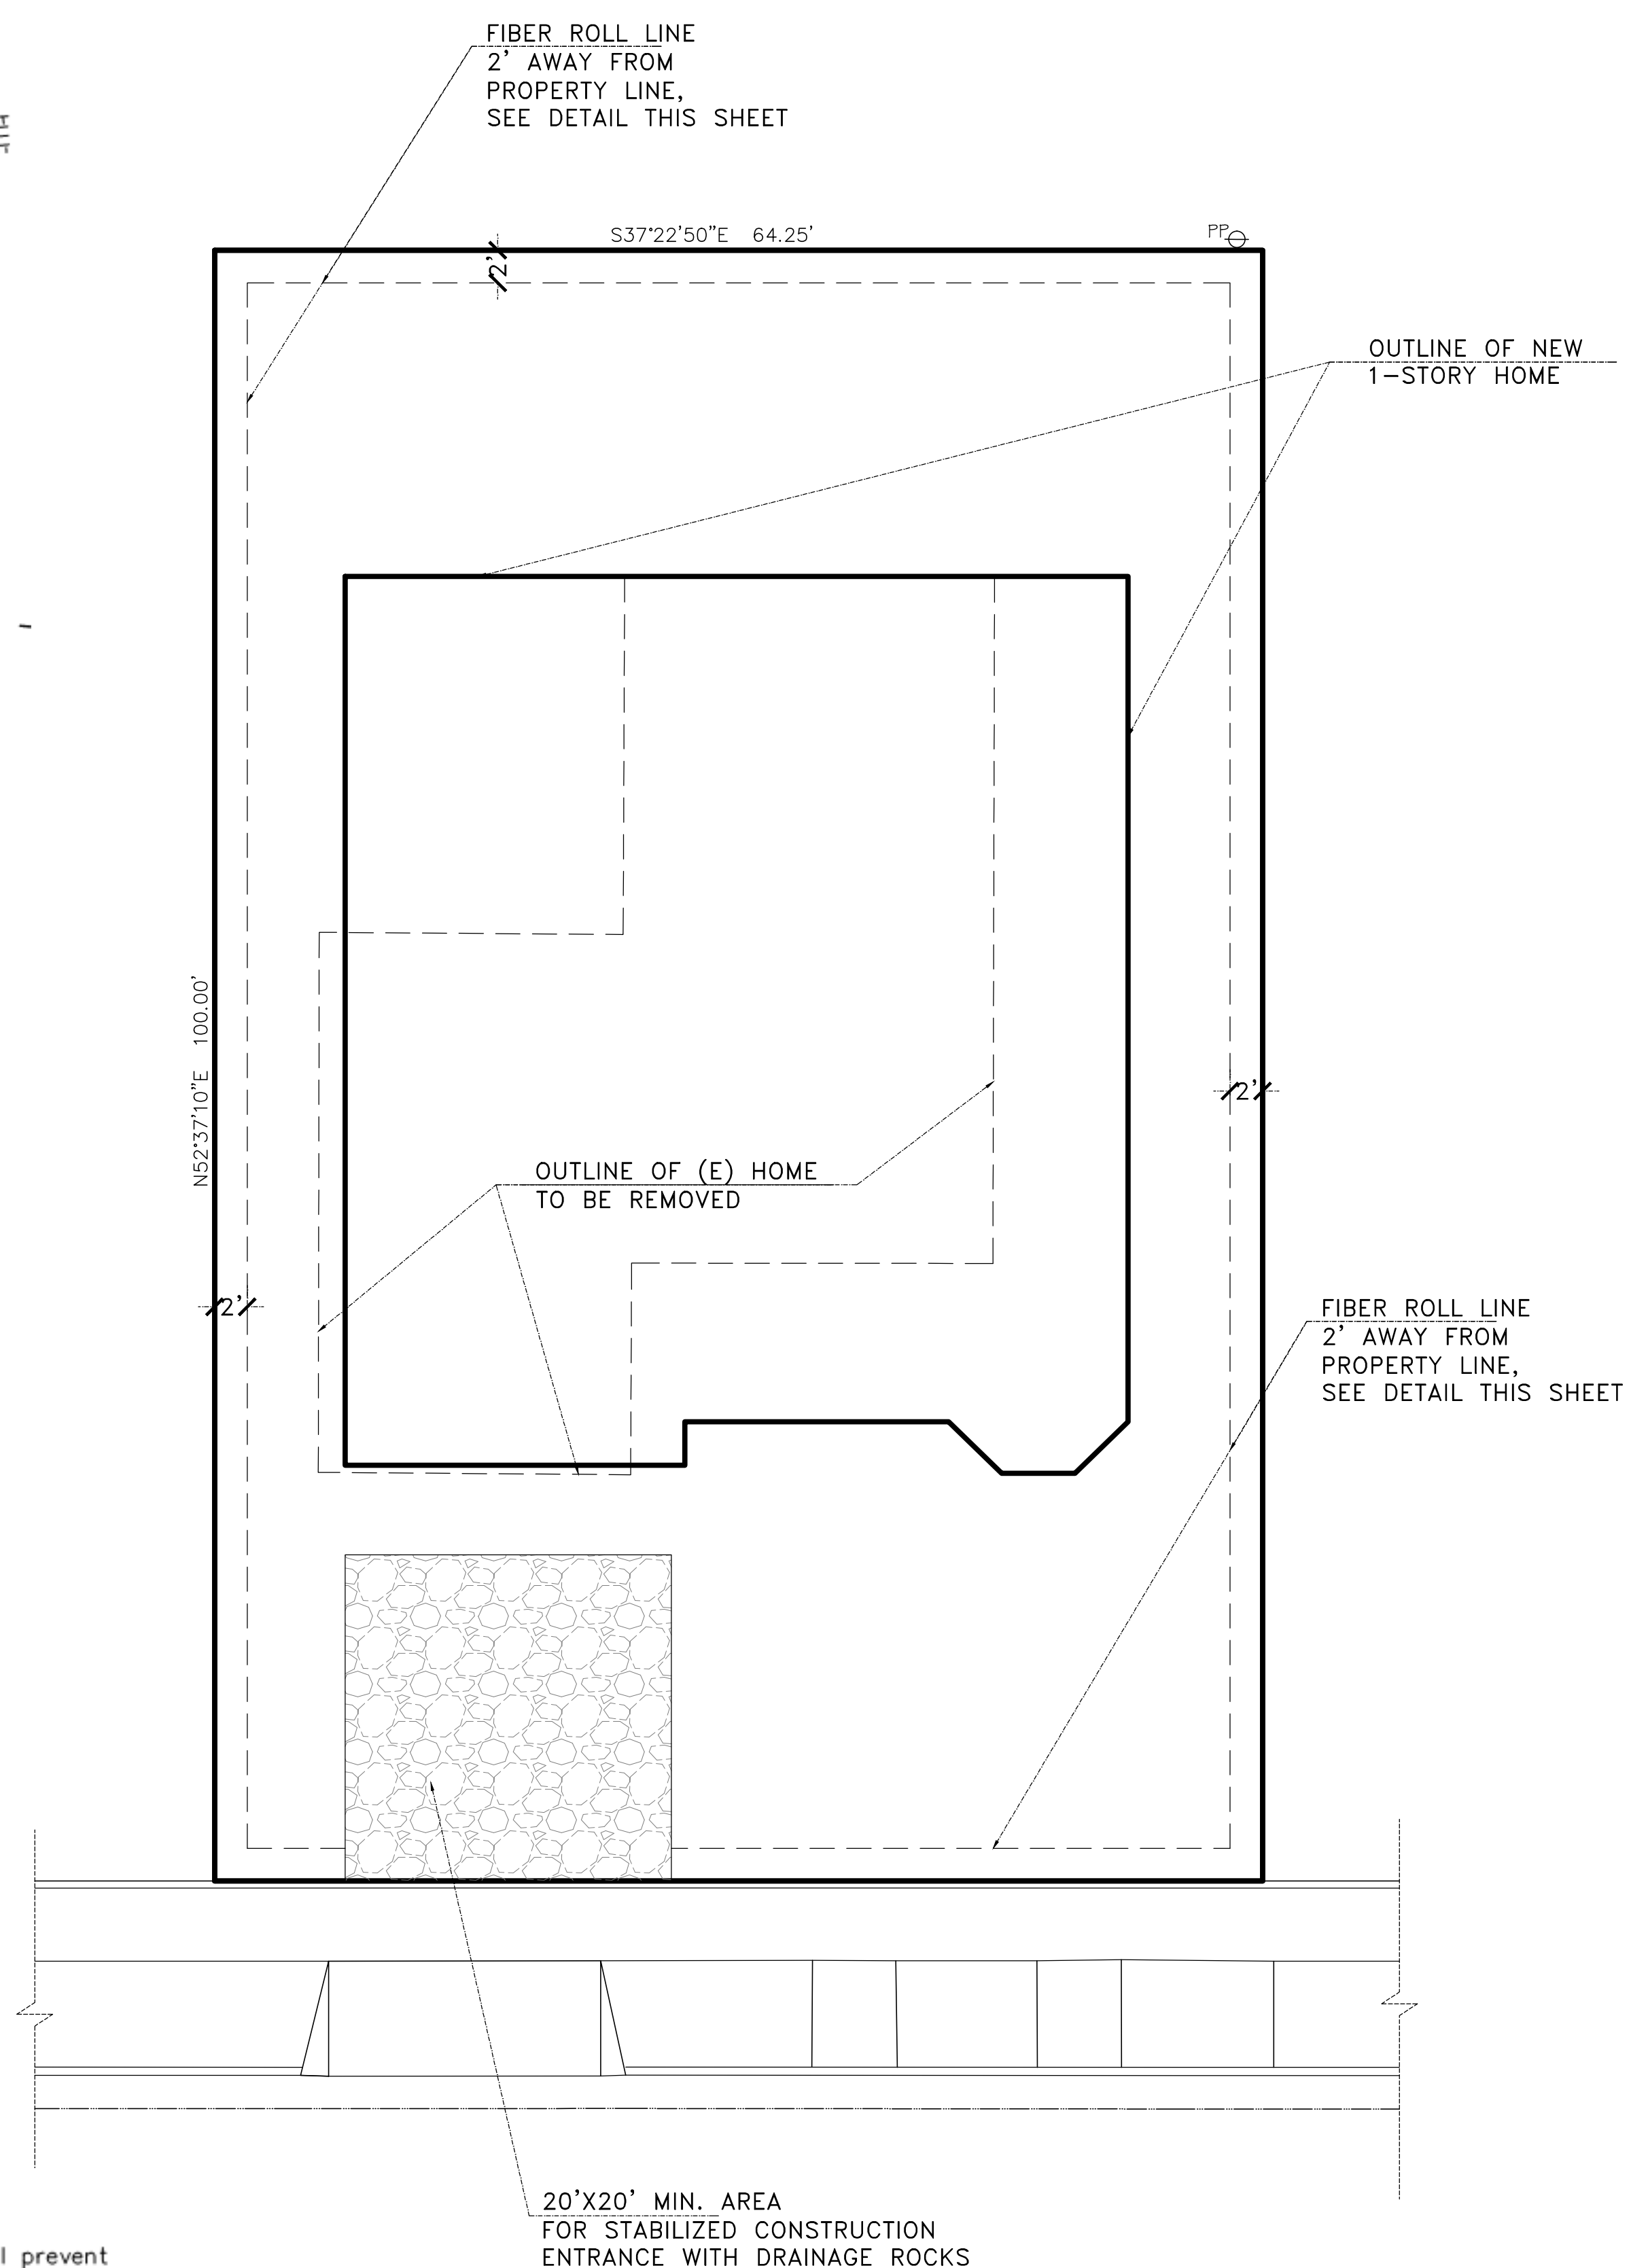 FIBER ROLL LINE
2' AWAY FROM
PROPERTY LINE,
SEE DETAIL THIS SHEET
S37°22'50"E 64.25'
PP
2'
OUTLINE OF NEW
1-STORY HOME
N52°37'10"E 100.00'
2'
OUTLINE OF (E) HOME
TO BE REMOVED
2'
FIBER ROLL LINE
2' AWAY FROM
PROPERTY LINE,
SEE DETAIL THIS SHEET
20'X20' MIN. AREA
FOR STABILIZED CONSTRUCTION
ENTRANCE WITH DRAINAGE ROCKS
prevent